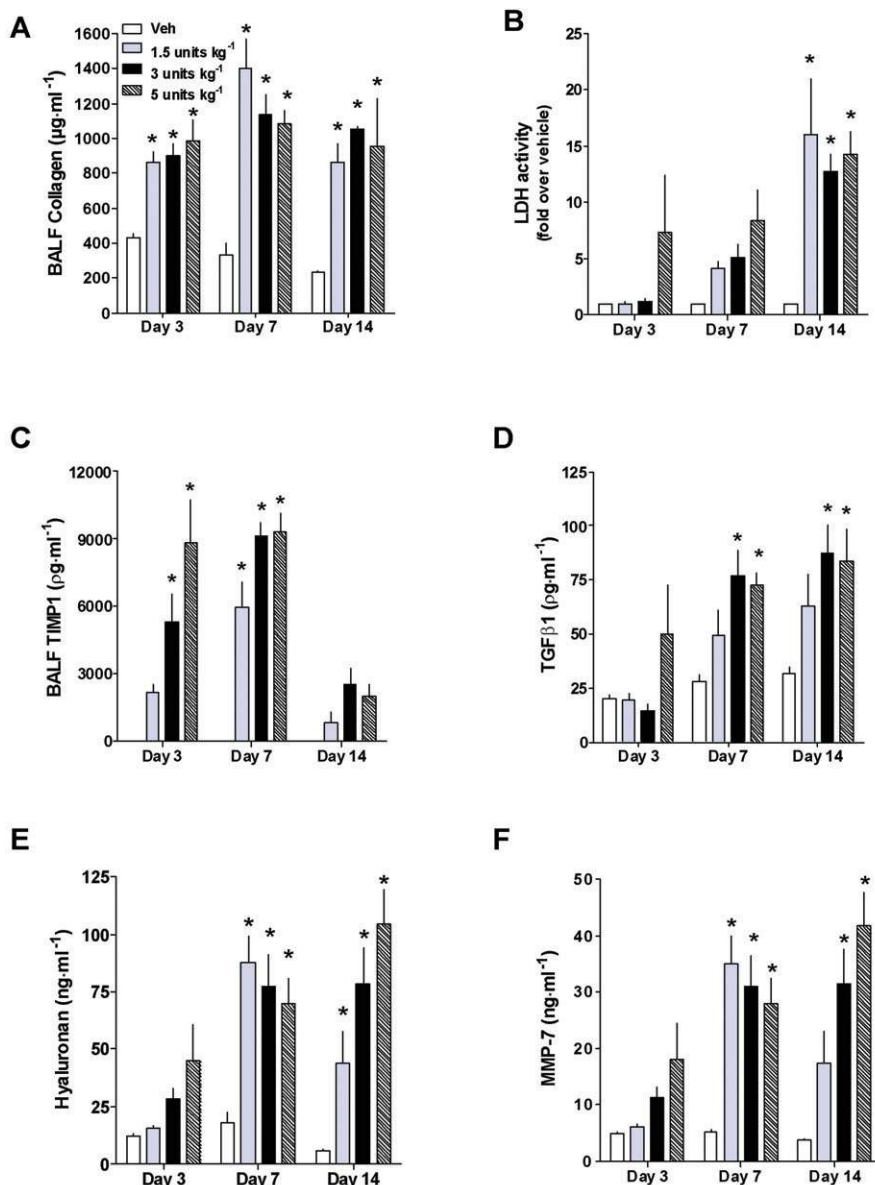 A
BALF Collagen (µg·ml⁻¹)
1600
1400
1200
1000
800
600
400
200
0
Veh
1.5 units kg⁻¹
3 units kg⁻¹
5 units kg⁻¹
* * *
* * *
* * *
Day 3 Day 7 Day 14
B
LDH activity
(fold over vehicle)
25
20
15
10
5
0
* * *
Day 3 Day 7 Day 14
C
BALF TIMP1 (ρg·ml⁻¹)
12000
9000
6000
3000
0
* *
* * *
Day 3 Day 7 Day 14
D
TGFβ1 (ρg·ml⁻¹)
125
100
75
50
25
0
* *
* *
Day 3 Day 7 Day 14
E
Hyaluronan (ng·ml⁻¹)
125
100
75
50
25
0
* * *
* * *
Day 3 Day 7 Day 14
F
MMP-7 (ng·ml⁻¹)
50
40
30
20
10
0
* * *
* *
Day 3 Day 7 Day 14